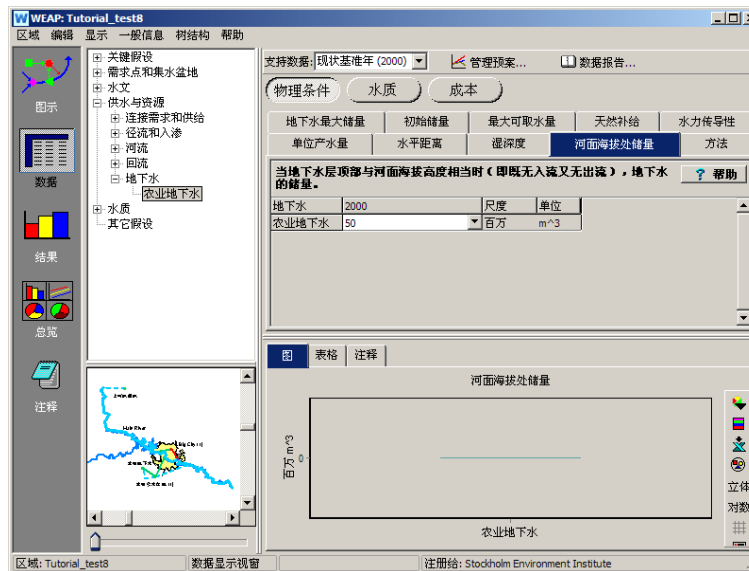 WEAP: Tutorial_test8
区域 编辑 显示 一般信息 树结构 帮助
图示
数据
结果
总览
注释
关键假设
需求点和集水盆地
水文
供水与资源
连接需求和供给
径流和入渗
河流
回流
地下水
农业地下水
水质
其它假设
支持数据: 现状基准年 (2000) 管理预案... 数据报告...
物理条件 水质 成本
地下水最大储量 初始储量 最大可取水量 天然补给 水力传导性
单位产水量 水平距离 湿深度 河面海拔处储量 方法
当地下水层顶部与河面海拔高度相当时（即既无入流又无出流），地下水
的储量。
? 帮助
地下水 2000 尺度 单位
农业地下水 50 百万 m^3
图 表格 注释
河面海拔处储量
百万 m^3
0
农业地下水
立体
对数
Main River
Big City
区域: Tutorial_test8 数据显示视窗 注册给: Stockholm Environment Institute